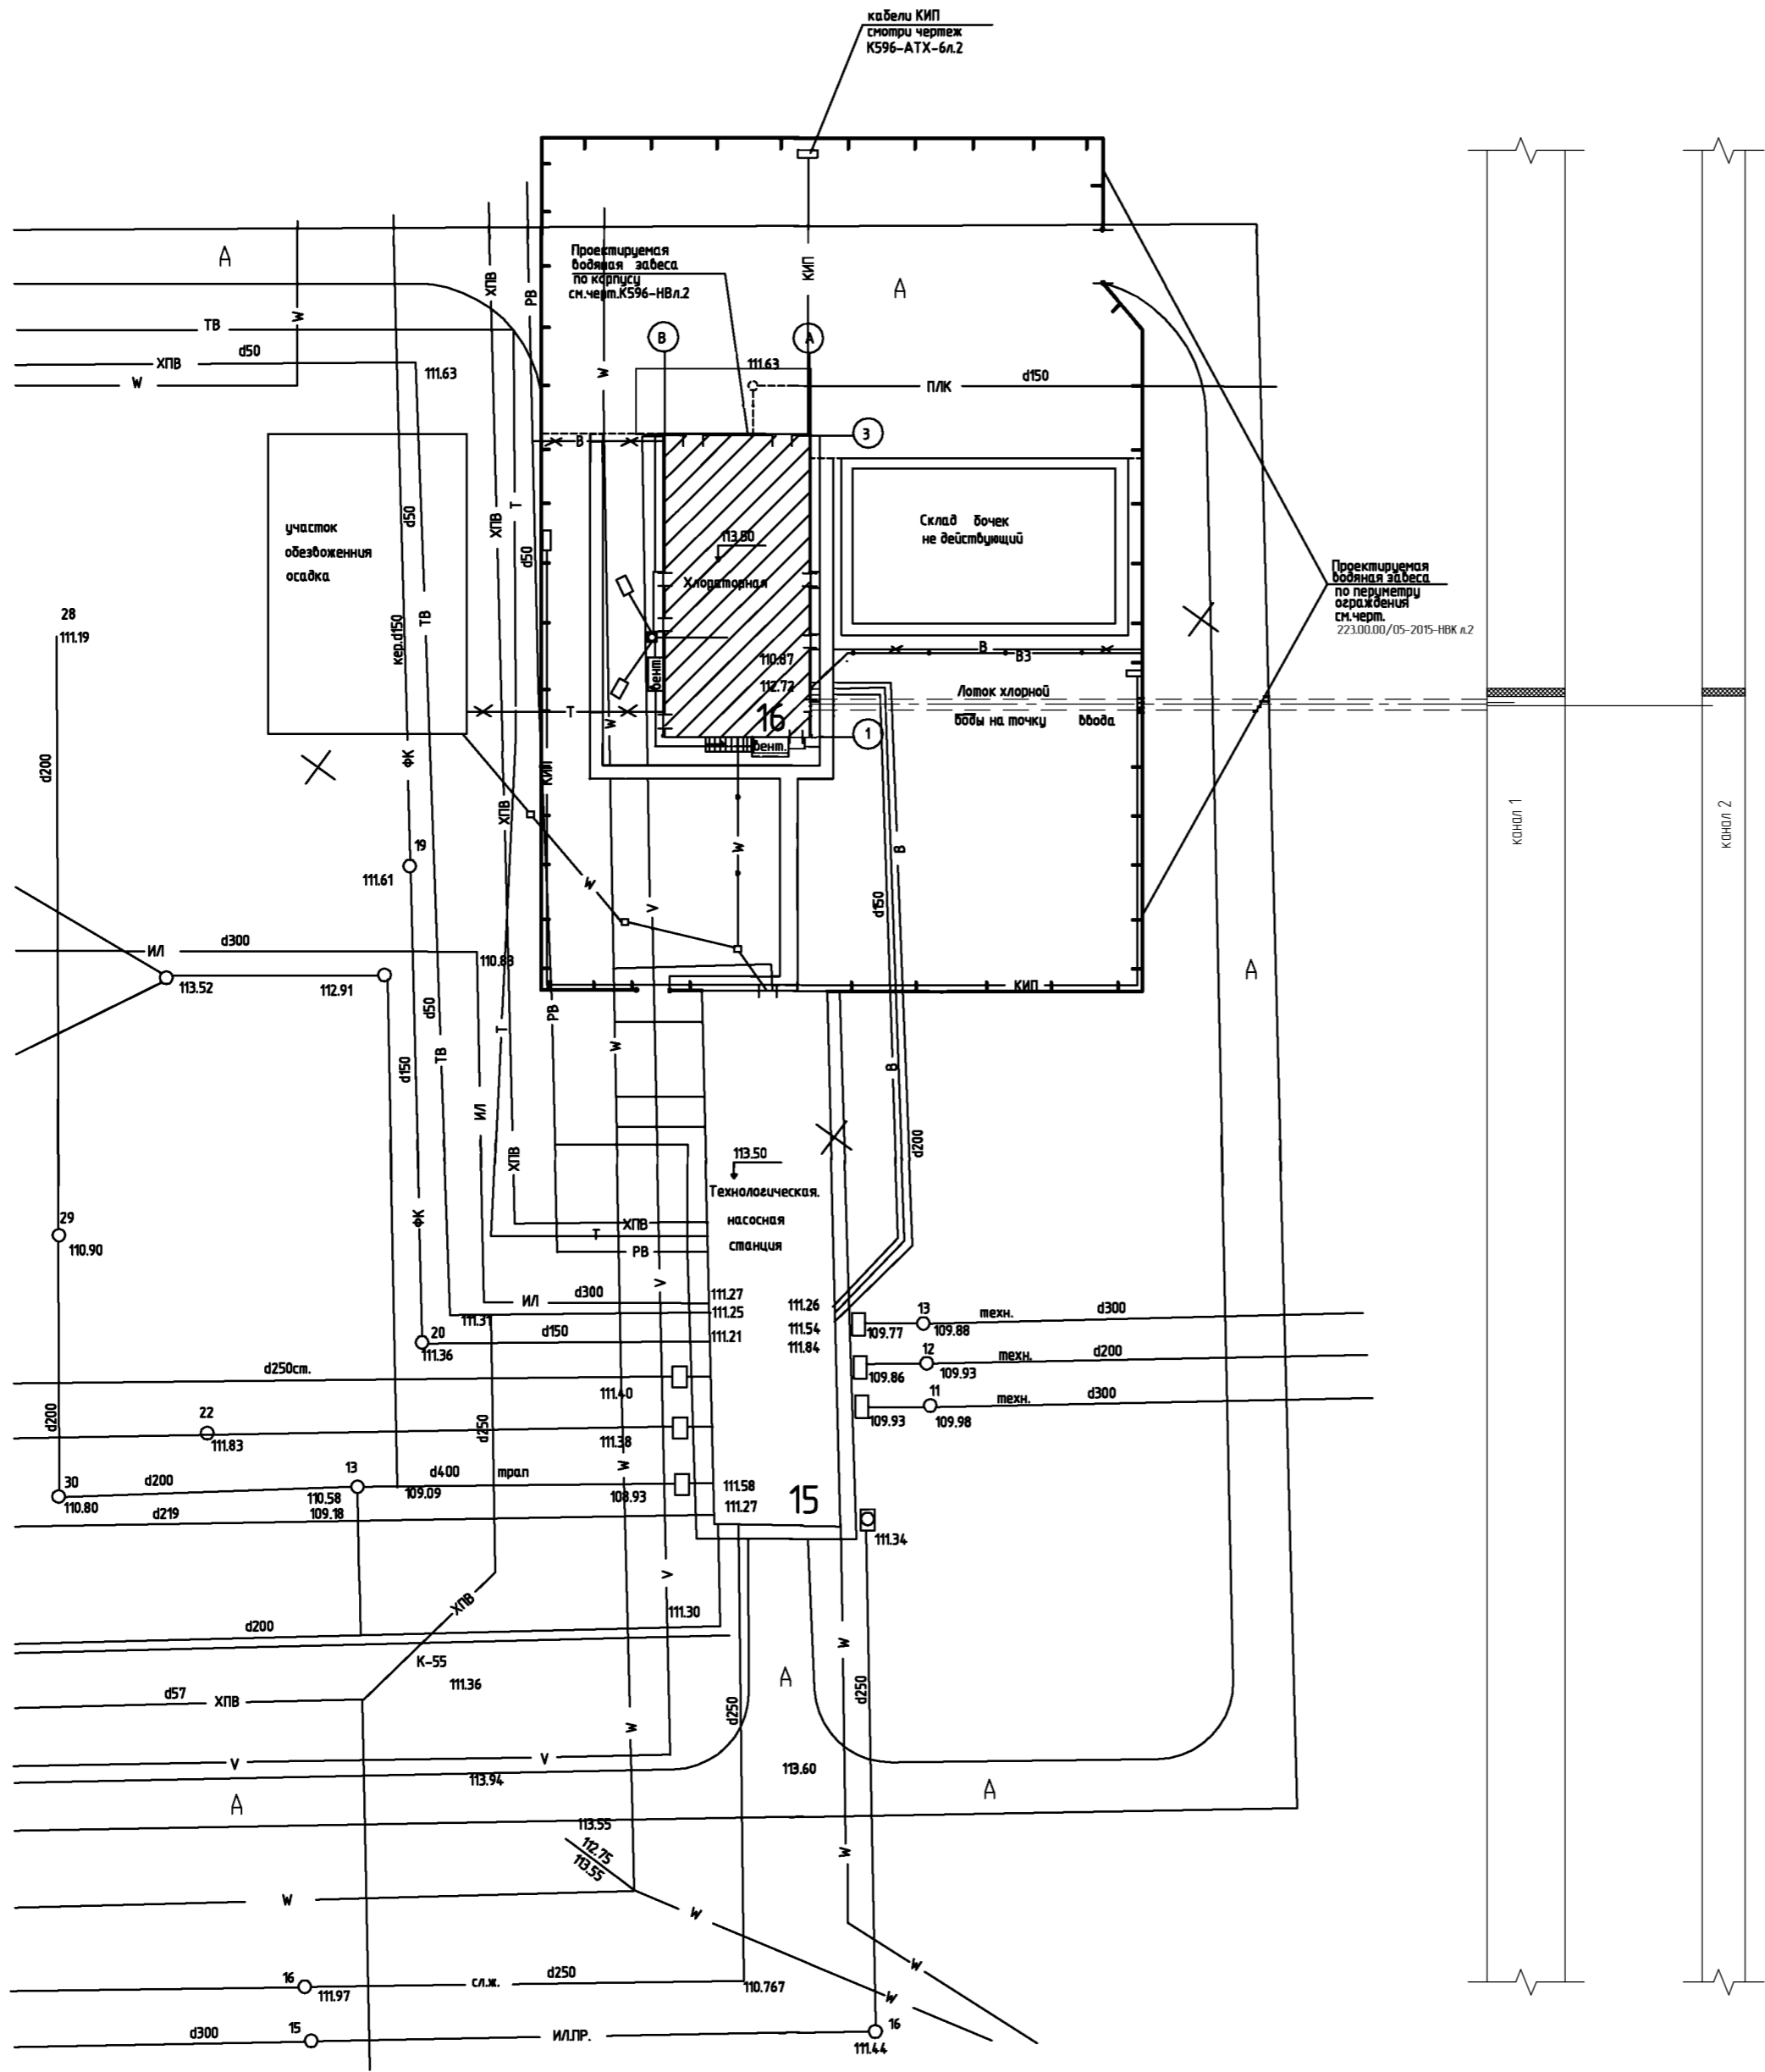 кабели КИП
смотри чертеж
К596-АТХ-6л.2
Проектируемая
водяная завеса
по корпусу
см.черт.К596-НВл.2
А
А
ХПВ
РВ
КИП
W
ТВ
ХПВ
d50
W
111.63
W
В
А
111.63
ПЛК
d150
3
В
участок
обезвоженния
осадка
d50
ХПВ
Т
d50
ТВ
кер.d150
113.50
Хлораторная
Склад бочек
не действующий
Проектируемая
водяная завеса
по перуметру
ограждения
см.черт.
223.00.00/05-2015-НВК л.2
28
111.19
вент
110.87
112.72
16
В
В3
Лоток хлорной
воды на точку ввода
Т
W
вент.
1
d200
ФК
КИП
ХПВ
19
111.61
W
W
V
В
d150
канал 1
канал 2
ИЛ
d300
110.83
113.52
112.91
КИП
А
d50
Т
РВ
W
ТВ
d150
В
ИЛ
d200
ХПВ
113.50
Технологическая.
насосная
станция
29
110.90
ФК
ХПВ
Т
РВ
V
ИЛ
d300
111.27
111.25
111.31
111.21
20
111.36
d150
111.26
111.54
111.84
109.77
13
109.88
техн.
d300
109.86
12
109.93
техн.
d200
109.93
11
109.98
техн.
d300
d250ст.
111.40
d200
22
111.83
d250
111.38
W
30
110.80
d200
13
110.58
109.18
d400
109.09
трап
108.93
111.58
111.27
15
d219
111.34
V
ХПВ
111.30
d200
К-55
111.36
W
А
d57
ХПВ
d250
d250
W
V
V
113.94
113.60
А
А
113.55
112.75
113.55
W
W
W
W
16
111.97
сл.ж.
d250
110.767
W
d300
15
ИЛ.ПР.
16
111.44